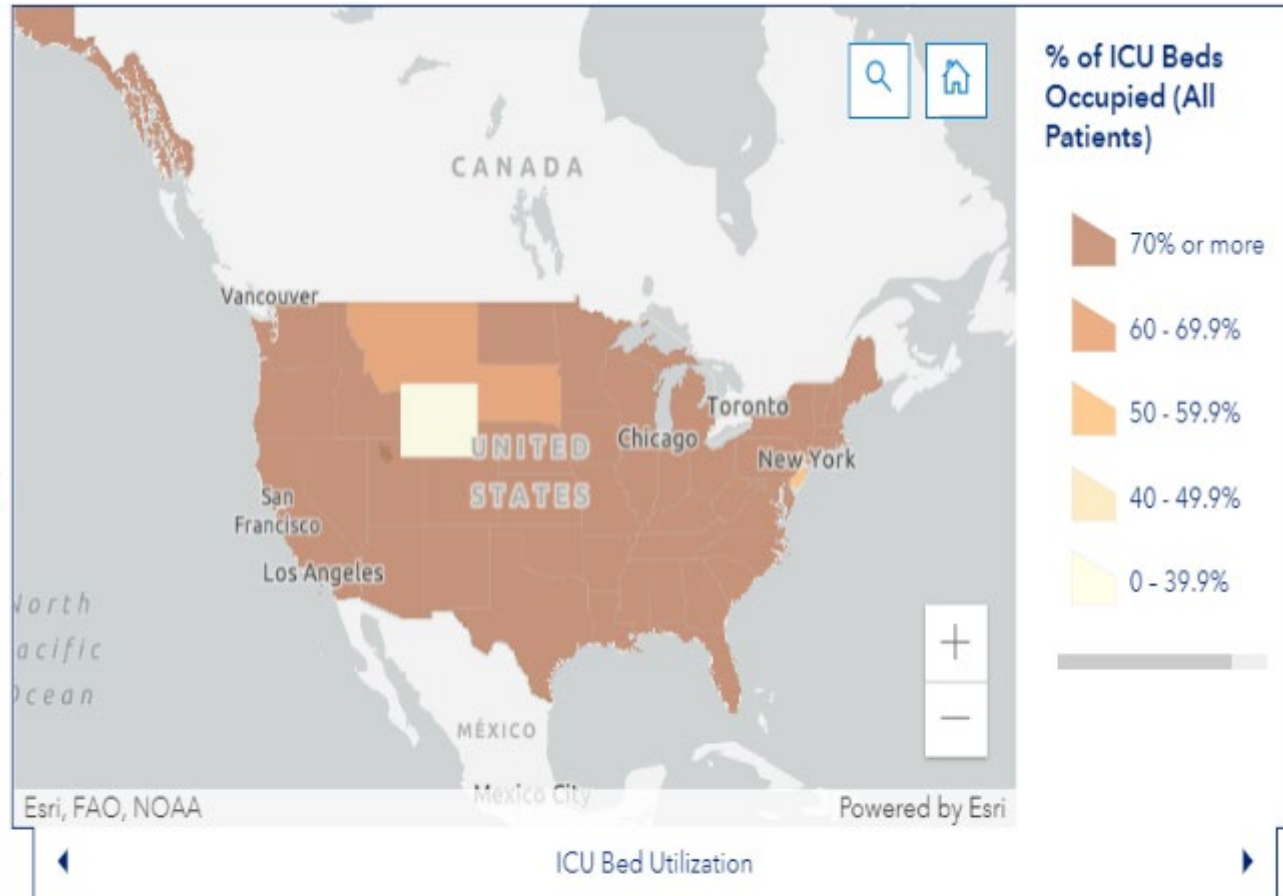 CANADA
Vancouver
Toronto
Chicago
New York
UNITED
STATES
San
Francisco
Los Angeles
North
acific
Ocean
MÉXICO
Mexico City
Esri, FAO, NOAA
Powered by Esri
% of ICU Beds
Occupied (All
Patients)
70% or more
60 - 69.9%
50 - 59.9%
40 - 49.9%
0 - 39.9%
ICU Bed Utilization